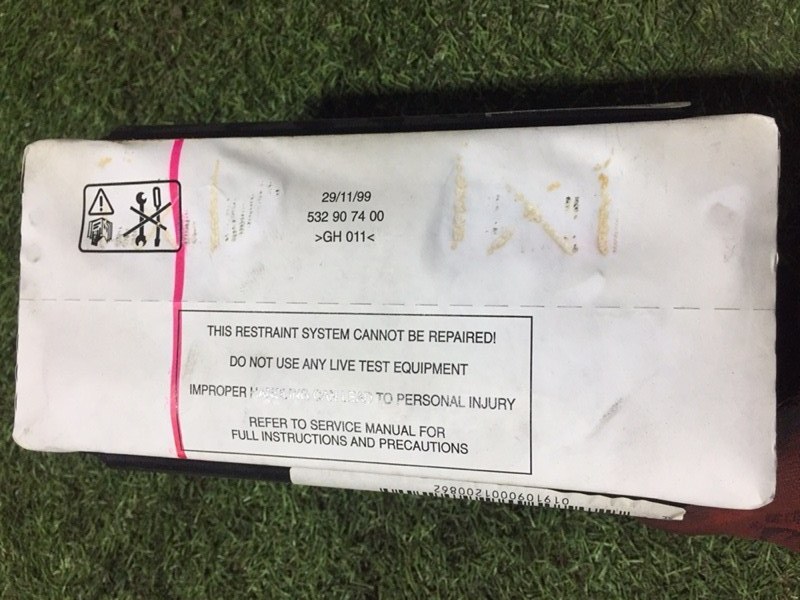 29/11/99
532 90 74 00
>GH 011<
THIS RESTRAINT SYSTEM CANNOT BE REPAIRED!
DO NOT USE ANY LIVE TEST EQUIPMENT
IMPROPER TO PERSONAL INJURY
REFER TO SERVICE MANUAL FOR
FULL INSTRUCTIONS AND PRECAUTIONS
0191090001200862